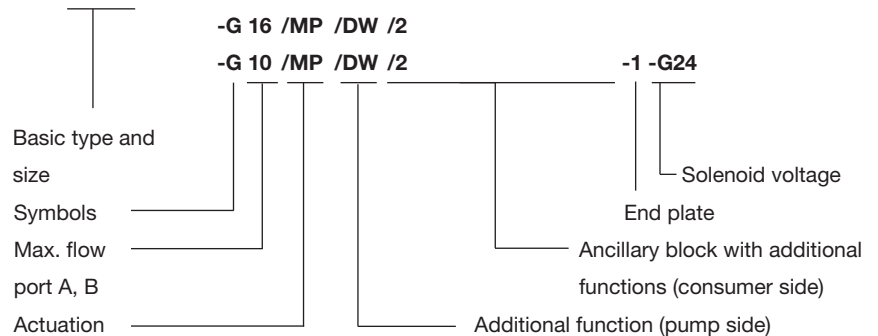 -G 16 /MP /DW /2
-G 10 /MP /DW /2 -1 -G24
Basic type and
size
Solenoid voltage
Symbols
End plate
Max. flow
port A, B
Ancillary block with additional
functions (consumer side)
Actuation
Additional function (pump side)